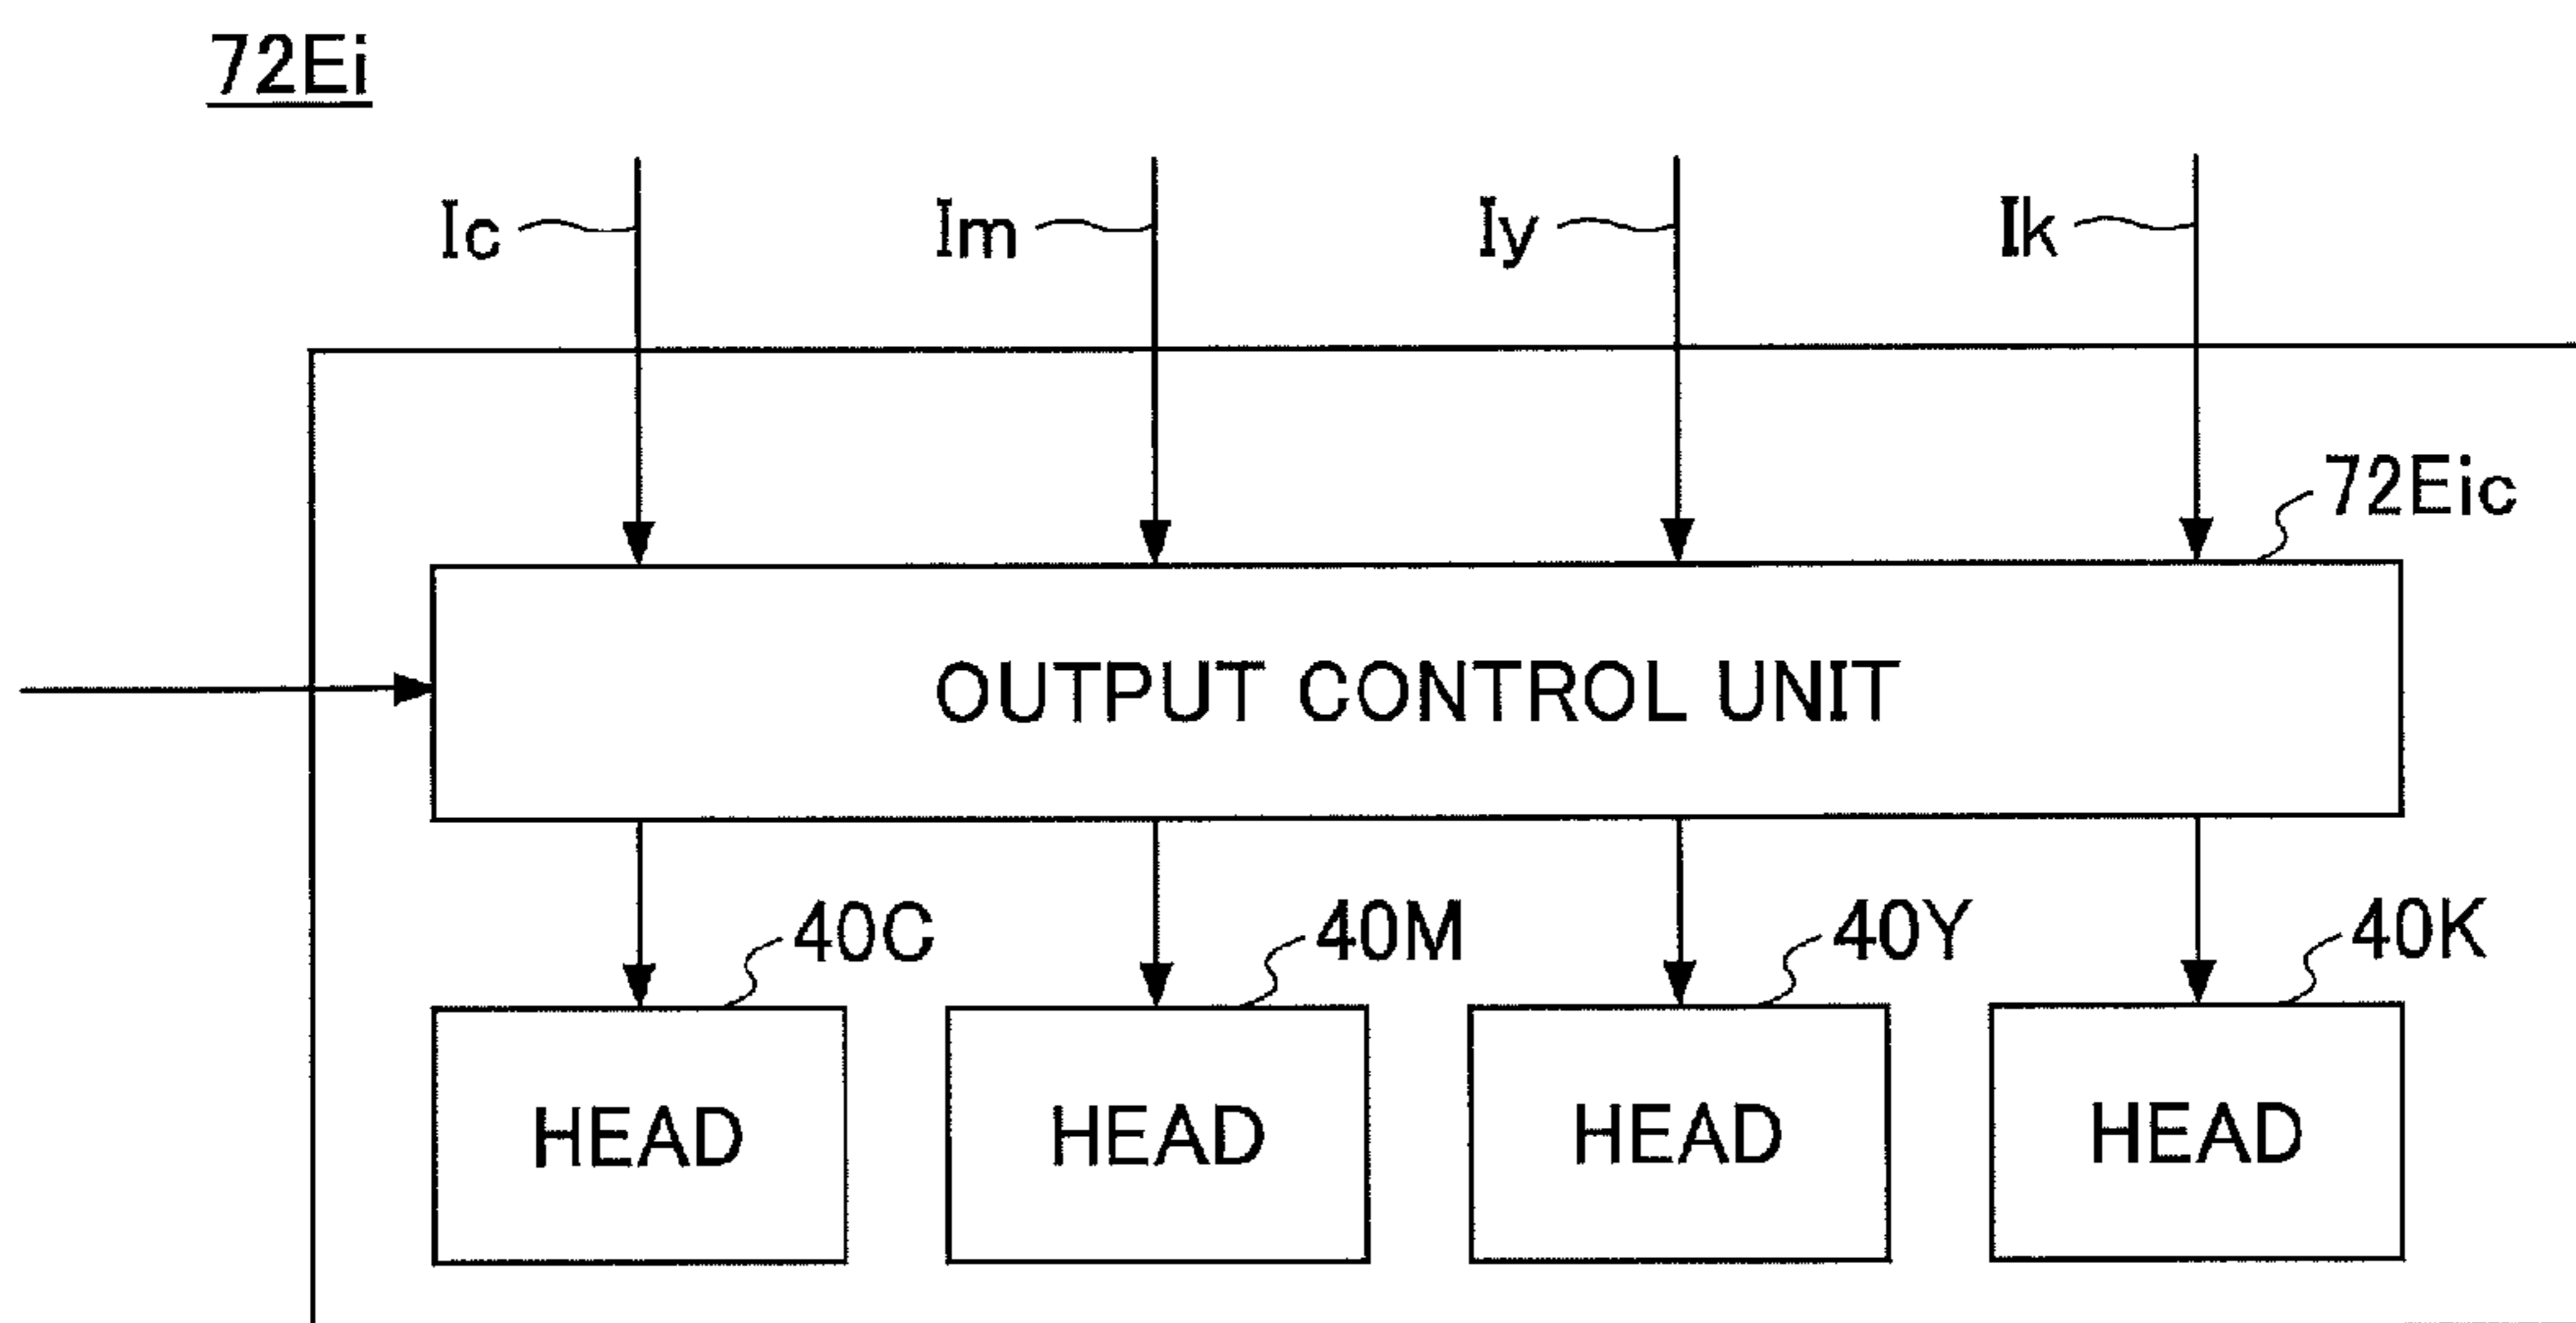 72Ei
Ic Im Iy Ik
72Eic
OUTPUT CONTROL UNIT
40C 40M 40Y 40K
HEAD HEAD HEAD HEAD